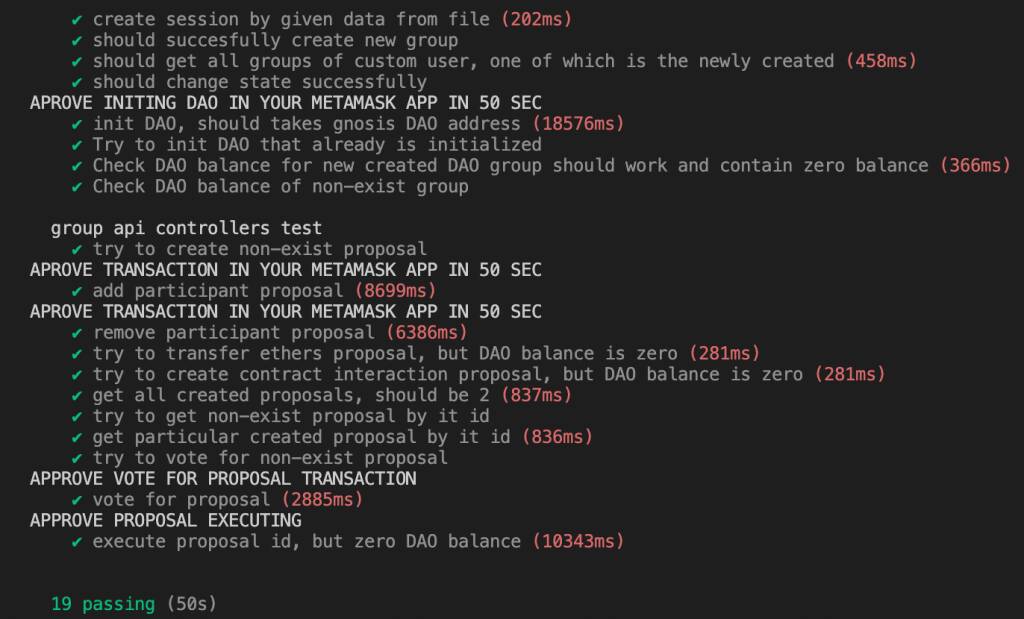 ✔ create session by given data from file (202ms)
✔ should succesfully create new group
✔ should get all groups of custom user, one of which is the newly created (458ms)
✔ should change state successfully
APROVE INITING DAO IN YOUR METAMASK APP IN 50 SEC
✔ init DAO, should takes gnosis DAO address (18576ms)
✔ Try to init DAO that already is initialized
✔ Check DAO balance for new created DAO group should work and contain zero balance (366ms)
✔ Check DAO balance of non-exist group
group api controllers test
✔ try to create non-exist proposal
APROVE TRANSACTION IN YOUR METAMASK APP IN 50 SEC
✔ add participant proposal (8699ms)
APROVE TRANSACTION IN YOUR METAMASK APP IN 50 SEC
✔ remove participant proposal (6386ms)
✔ try to transfer ethers proposal, but DAO balance is zero (281ms)
✔ try to create contract interaction proposal, but DAO balance is zero (281ms)
✔ get all created proposals, should be 2 (837ms)
✔ try to get non-exist proposal by it id
✔ get particular created proposal by it id (836ms)
✔ try to vote for non-exist proposal
APPROVE VOTE FOR PROPOSAL TRANSACTION
✔ vote for proposal (2885ms)
APPROVE PROPOSAL EXECUTING
✔ execute proposal id, but zero DAO balance (10343ms)
19 passing (50s)